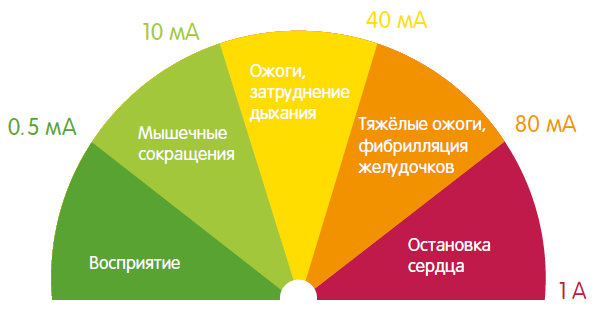 0.5 мА
Восприятие
10 мА
Мышечные
сокращения
40 мА
Ожоги,
затруднение
дыхания
80 мА
Тяжёлые ожоги,
фибрилляция
желудочков
1 А
Остановка
сердца